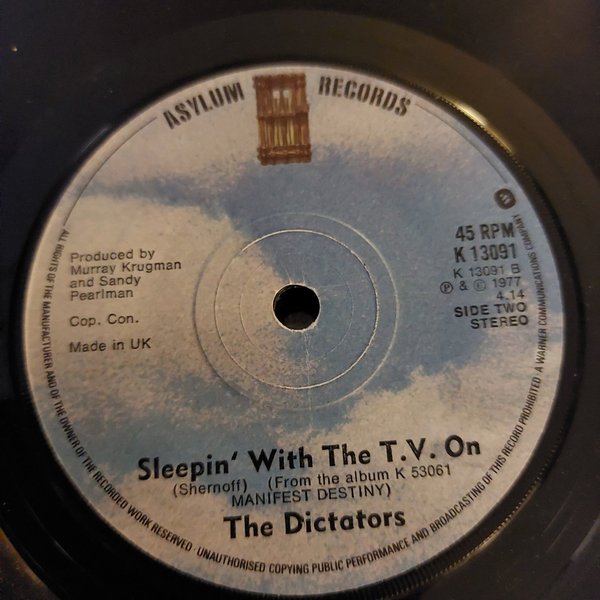 ASYLUM RECORDS
Produced by
Murray Krugman
and Sandy
Pearlman
Cop. Con.
Made in UK
45 RPM
K 13091
K 13091 B
Ⓟ & © 1977
4.14
SIDE TWO
STEREO
Sleepin' With The T.V. On
(Shernoff) (From the album K 53061
MANIFEST DESTINY)
The Dictators
ALL RIGHTS OF THE MANUFACTURER AND OF THE OWNER OF THE RECORDED WORK RESERVED · UNAUTHORISED COPYING PUBLIC PERFORMANCE AND BROADCASTING OF THIS RECORD PROHIBITED · A WARNER COMMUNICATIONS COMPANY